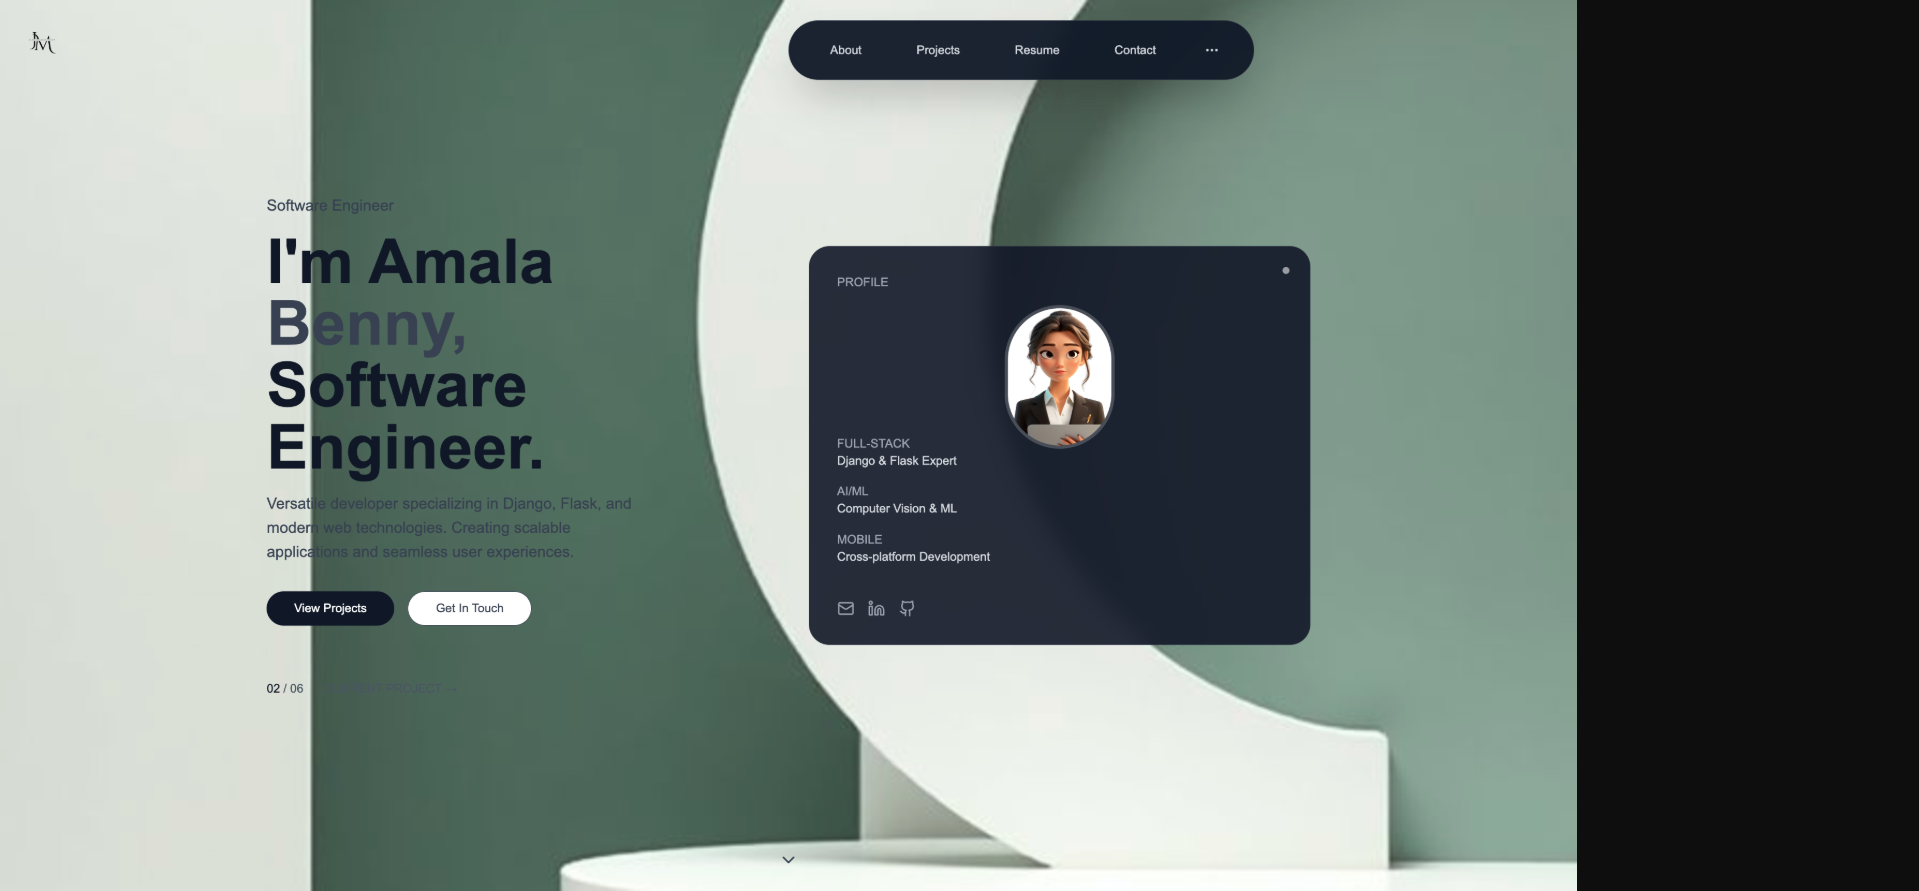 JM
About
Projects
Resume
Contact
Software Engineer
I'm Amala
Benny,
Software
Engineer.
Versatile developer specializing in Django, Flask, and
modern web technologies. Creating scalable
applications and seamless user experiences.
View Projects
Get In Touch
02 / 06
PROJECT →
PROFILE
FULL-STACK
Django & Flask Expert
AI/ML
Computer Vision & ML
MOBILE
Cross-platform Development